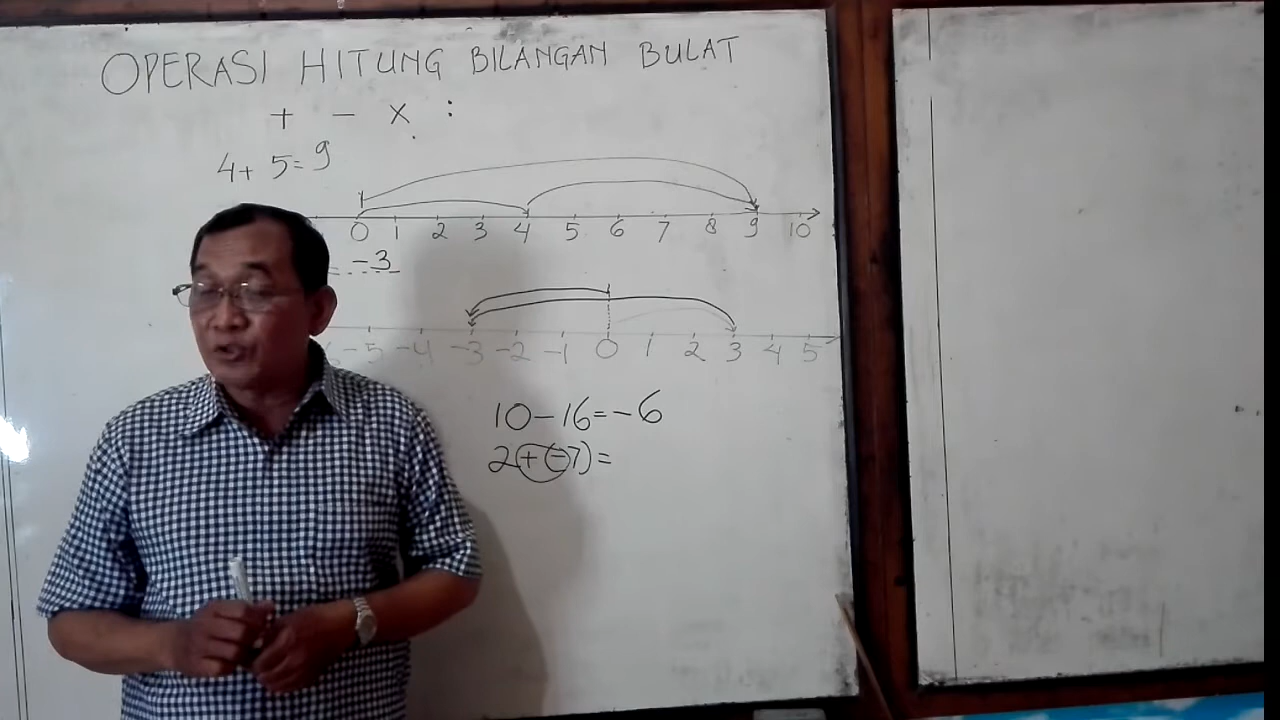 OPERASI HITUNG BILANGAN BULAT
+ - × :
4 + 5 = 9
0 1 2 3 4 5 6 7 8 9 10
= -3
-5 -4 -3 -2 -1 0 1 2 3 4 5
10 - 16 = -6
2 + (-7) =